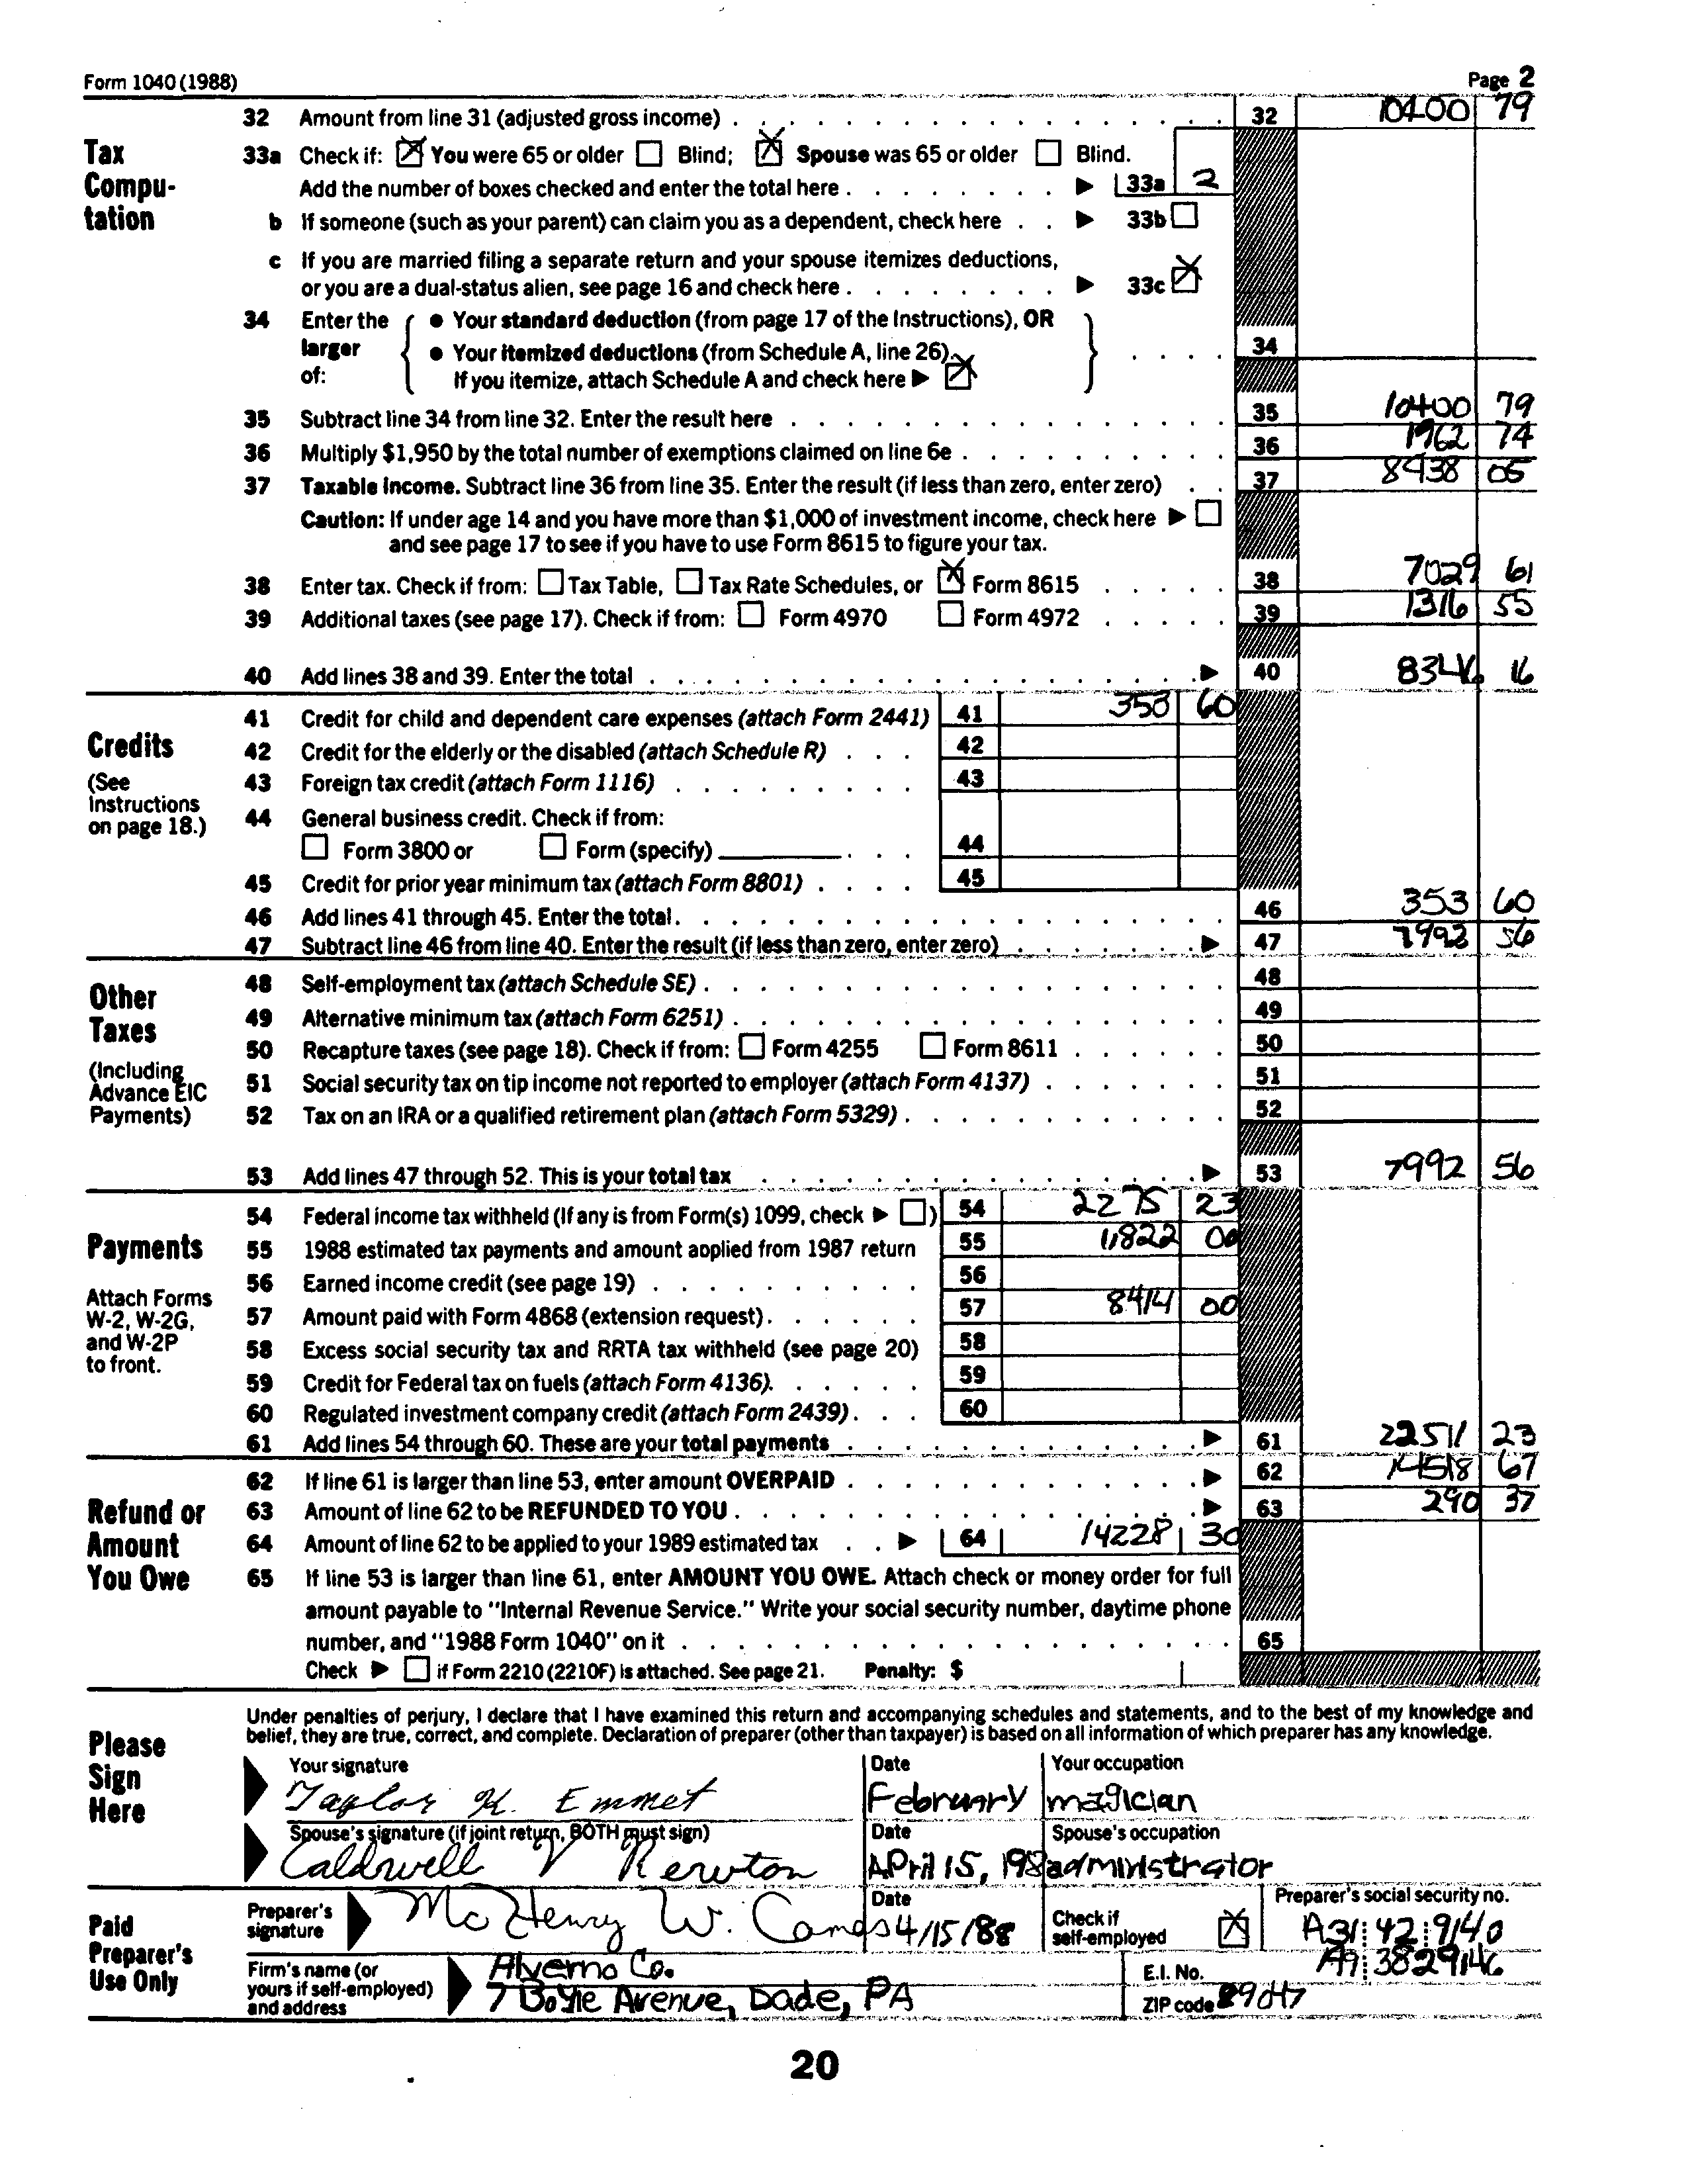 Form 1040 (1988) Page 2
32 Amount from line 31 (adjusted gross income) 32 10400 79
Tax Computation
33a Check if: You were 65 or older Blind; Spouse was 65 or older Blind.
Add the number of boxes checked and enter the total here 33a 2
b If someone (such as your parent) can claim you as a dependent, check here 33b
c If you are married filing a separate return and your spouse itemizes deductions,
or you are a dual-status alien, see page 16 and check here 33c
34 Enter the larger of:
• Your standard deduction (from page 17 of the Instructions), OR
• Your itemized deductions (from Schedule A, line 26). 34
If you itemize, attach Schedule A and check here
35 Subtract line 34 from line 32. Enter the result here 35 10400 79
36 Multiply $1,950 by the total number of exemptions claimed on line 6e 36 1962 74
37 Taxable income. Subtract line 36 from line 35. Enter the result (if less than zero, enter zero) 37 8438 05
Caution: If under age 14 and you have more than $1,000 of investment income, check here
and see page 17 to see if you have to use Form 8615 to figure your tax.
38 Enter tax. Check if from: Tax Table, Tax Rate Schedules, or Form 8615 38 7029 61
39 Additional taxes (see page 17). Check if from: Form 4970 Form 4972 39 1316 55
40 Add lines 38 and 39. Enter the total 40 8346 16
Credits
(See Instructions on page 18.)
41 Credit for child and dependent care expenses (attach Form 2441) 41 353 60
42 Credit for the elderly or the disabled (attach Schedule R) 42
43 Foreign tax credit (attach Form 1116) 43
44 General business credit. Check if from:
Form 3800 or Form (specify) 44
45 Credit for prior year minimum tax (attach Form 8801) 45
46 Add lines 41 through 45. Enter the total. 46 353 60
47 Subtract line 46 from line 40. Enter the result (if less than zero, enter zero) 47 7992 56
Other Taxes
(Including Advance EIC Payments)
48 Self-employment tax (attach Schedule SE) 48
49 Alternative minimum tax (attach Form 6251) 49
50 Recapture taxes (see page 18). Check if from: Form 4255 Form 8611 50
51 Social security tax on tip income not reported to employer (attach Form 4137) 51
52 Tax on an IRA or a qualified retirement plan (attach Form 5329) 52
53 Add lines 47 through 52. This is your total tax 53 7992 56
Payments
Attach Forms W-2, W-2G, and W-2P to front.
54 Federal income tax withheld (If any is from Form(s) 1099, check ) 54 2275 23
55 1988 estimated tax payments and amount applied from 1987 return 55 11822 00
56 Earned income credit (see page 19) 56
57 Amount paid with Form 4868 (extension request) 57 8414 00
58 Excess social security tax and RRTA tax withheld (see page 20) 58
59 Credit for Federal tax on fuels (attach Form 4136). 59
60 Regulated investment company credit (attach Form 2439) 60
61 Add lines 54 through 60. These are your total payments 61 22511 23
Refund or Amount You Owe
62 If line 61 is larger than line 53, enter amount OVERPAID 62 14518 67
63 Amount of line 62 to be REFUNDED TO YOU 63 290 37
64 Amount of line 62 to be applied to your 1989 estimated tax 64 14228 30
65 If line 53 is larger than line 61, enter AMOUNT YOU OWE. Attach check or money order for full
amount payable to "Internal Revenue Service." Write your social security number, daytime phone
number, and "1988 Form 1040" on it 65
Check if Form 2210 (2210F) is attached. See page 21. Penalty: $
Please Sign Here
Under penalties of perjury, I declare that I have examined this return and accompanying schedules and statements, and to the best of my knowledge and
belief, they are true, correct, and complete. Declaration of preparer (other than taxpayer) is based on all information of which preparer has any knowledge.
Your signature Date Your occupation
Taylor K. Emmet February magician
Spouse's signature (if joint return, BOTH must sign) Date Spouse's occupation
Caldwell V Rewton April 15, 198 administrator
Paid Preparer's Use Only
Preparer's signature McHenry W. Date 4/15/88 Check if self-employed Preparer's social security no. A31:42:9140
Firm's name (or yours if self-employed) and address Alverno Co. E.I. No. A9:3829146
7 Boyle Avenue, Dade, PA ZIP code 89047
20